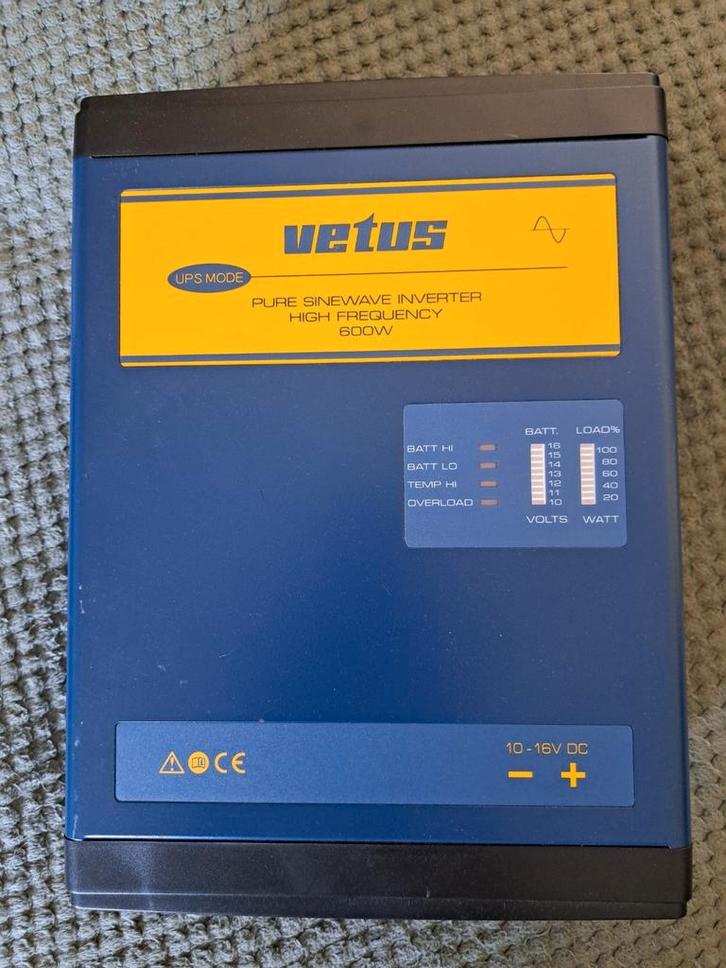 vetus
UPS MODE
PURE SINEWAVE INVERTER
HIGH FREQUENCY
600W
BATT. LOAD%
BATT HI
BATT LO
TEMP HI
OVERLOAD
16
15
14
13
12
11
10
100
80
60
40
20
VOLTS WATT
CE
10-16V DC
− +